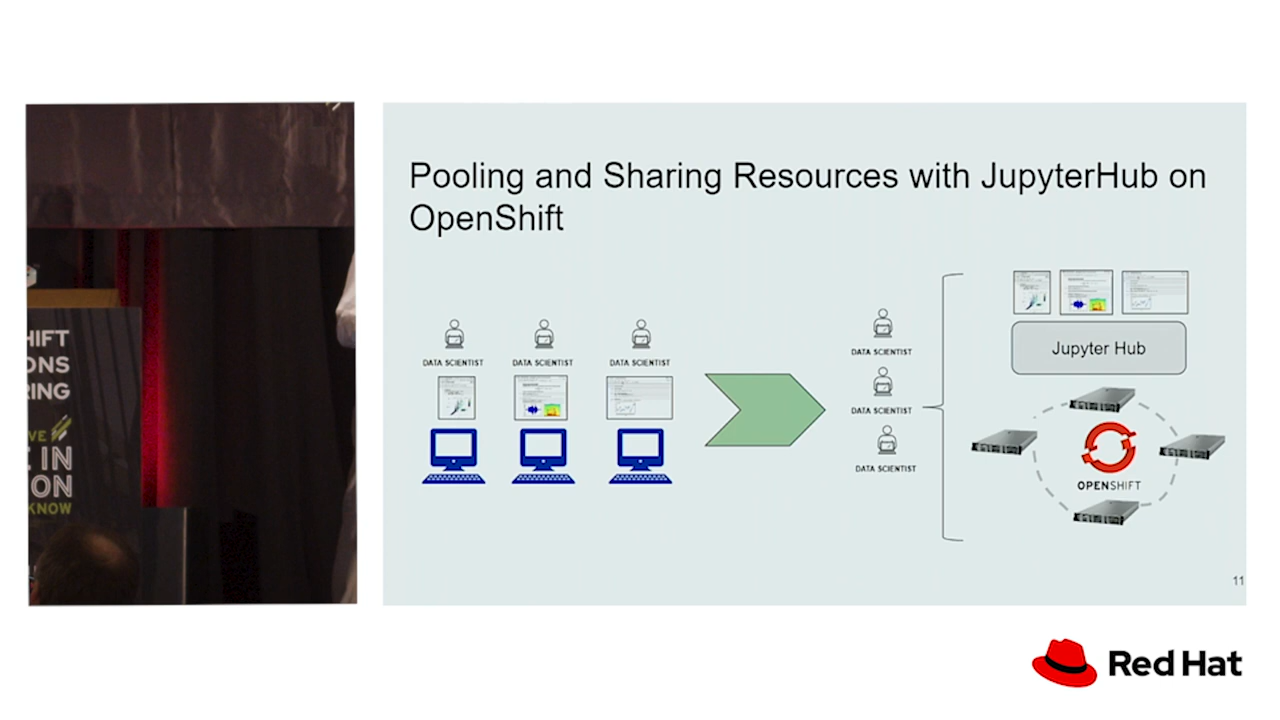 Pooling and Sharing Resources with JupyterHub on
OpenShift
DATA SCIENTIST
DATA SCIENTIST
DATA SCIENTIST
DATA SCIENTIST
DATA SCIENTIST
DATA SCIENTIST
Jupyter Hub
OPENSHIFT
11
HIFT
ONS
RING
VE
E IN
ON
KNOW
Red Hat